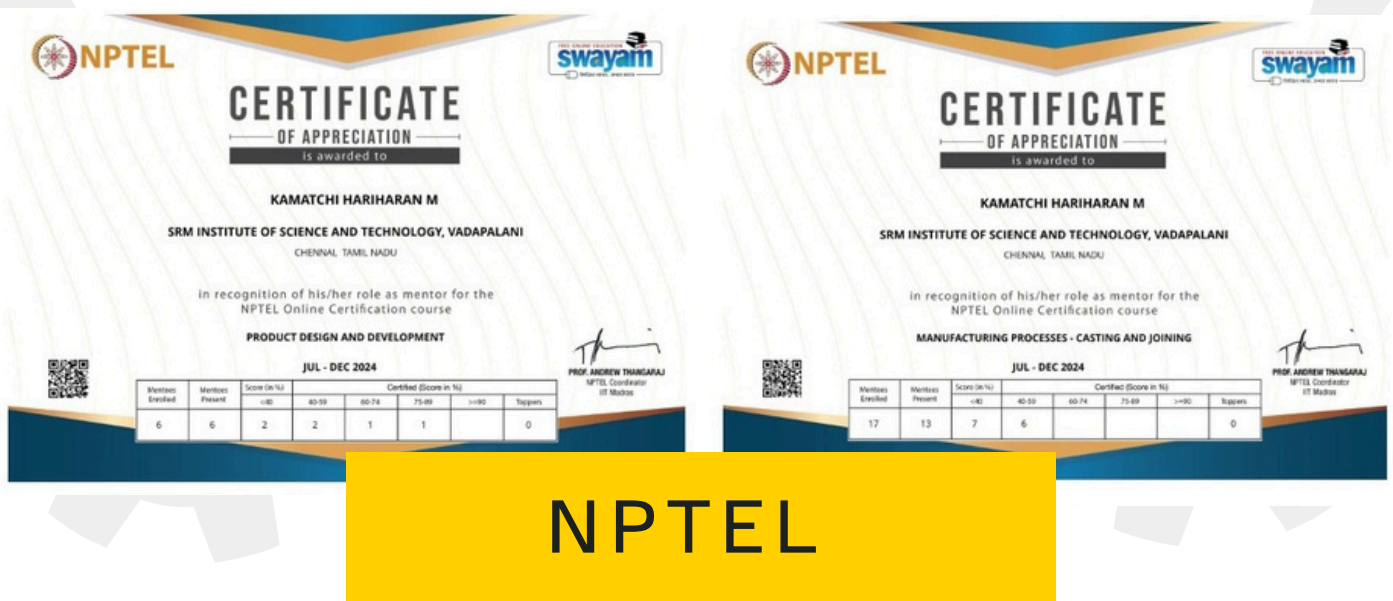 NPTEL
FREE ONLINE EDUCATION
swayam
CERTIFICATE
OF APPRECIATION
is awarded to
KAMATCHI HARIHARAN M
SRM INSTITUTE OF SCIENCE AND TECHNOLOGY, VADAPALANI
CHENNAI, TAMIL NADU
in recognition of his/her role as mentor for the
NPTEL Online Certification course
PRODUCT DESIGN AND DEVELOPMENT
JUL - DEC 2024
PROF. ANDREW THANGARAJ
NPTEL Coordinator
IIT Madras
Mentees Enrolled Mentees Present Score (in %) Certified (Score in %)
<40 40-59 60-74 75-89 >=90 Toppers
6 6 2 2 1 1 0
NPTEL
FREE ONLINE EDUCATION
swayam
CERTIFICATE
OF APPRECIATION
is awarded to
KAMATCHI HARIHARAN M
SRM INSTITUTE OF SCIENCE AND TECHNOLOGY, VADAPALANI
CHENNAI, TAMIL NADU
in recognition of his/her role as mentor for the
NPTEL Online Certification course
MANUFACTURING PROCESSES - CASTING AND JOINING
JUL - DEC 2024
PROF. ANDREW THANGARAJ
NPTEL Coordinator
IIT Madras
Mentees Enrolled Mentees Present Score (in %) Certified (Score in %)
<40 40-59 60-74 75-89 >=90 Toppers
17 13 7 6 0
NPTEL